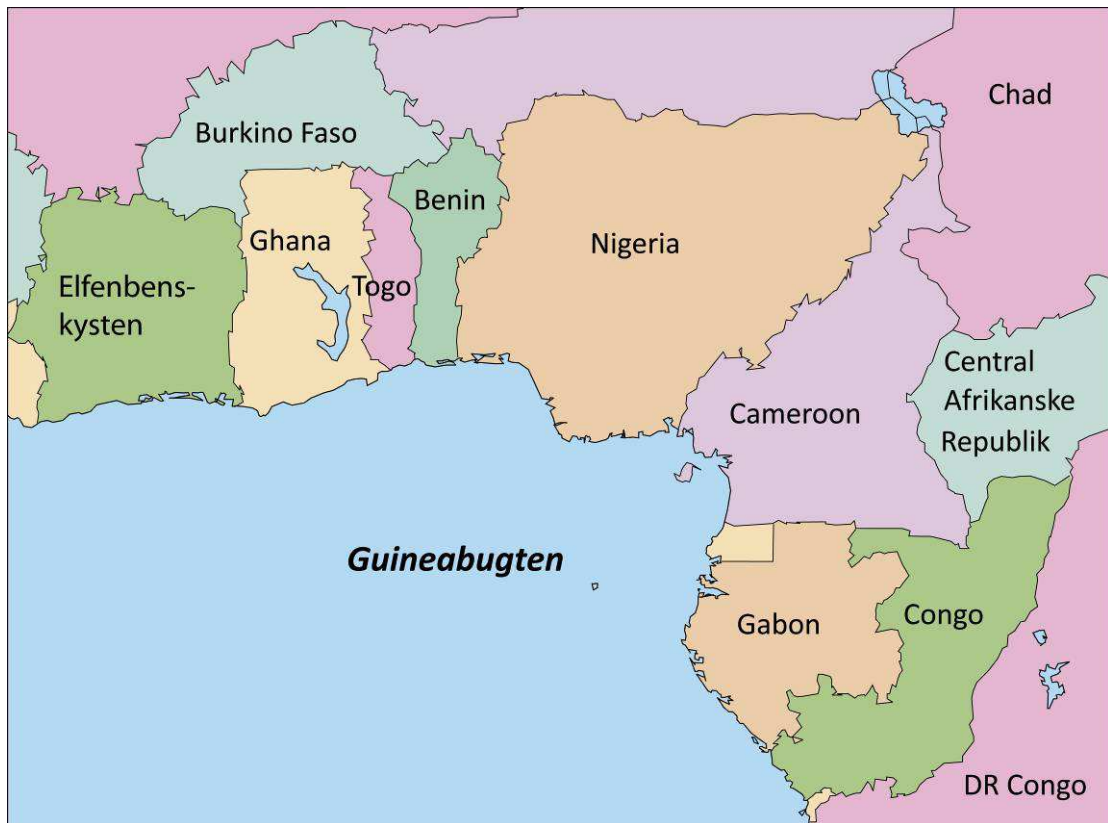 Chad
Burkino Faso
Benin
Ghana
Nigeria
Togo
Elfenbens-
kysten
Central
Afrikanske
Republik
Cameroon
Guineabugten
Gabon
Congo
DR Congo